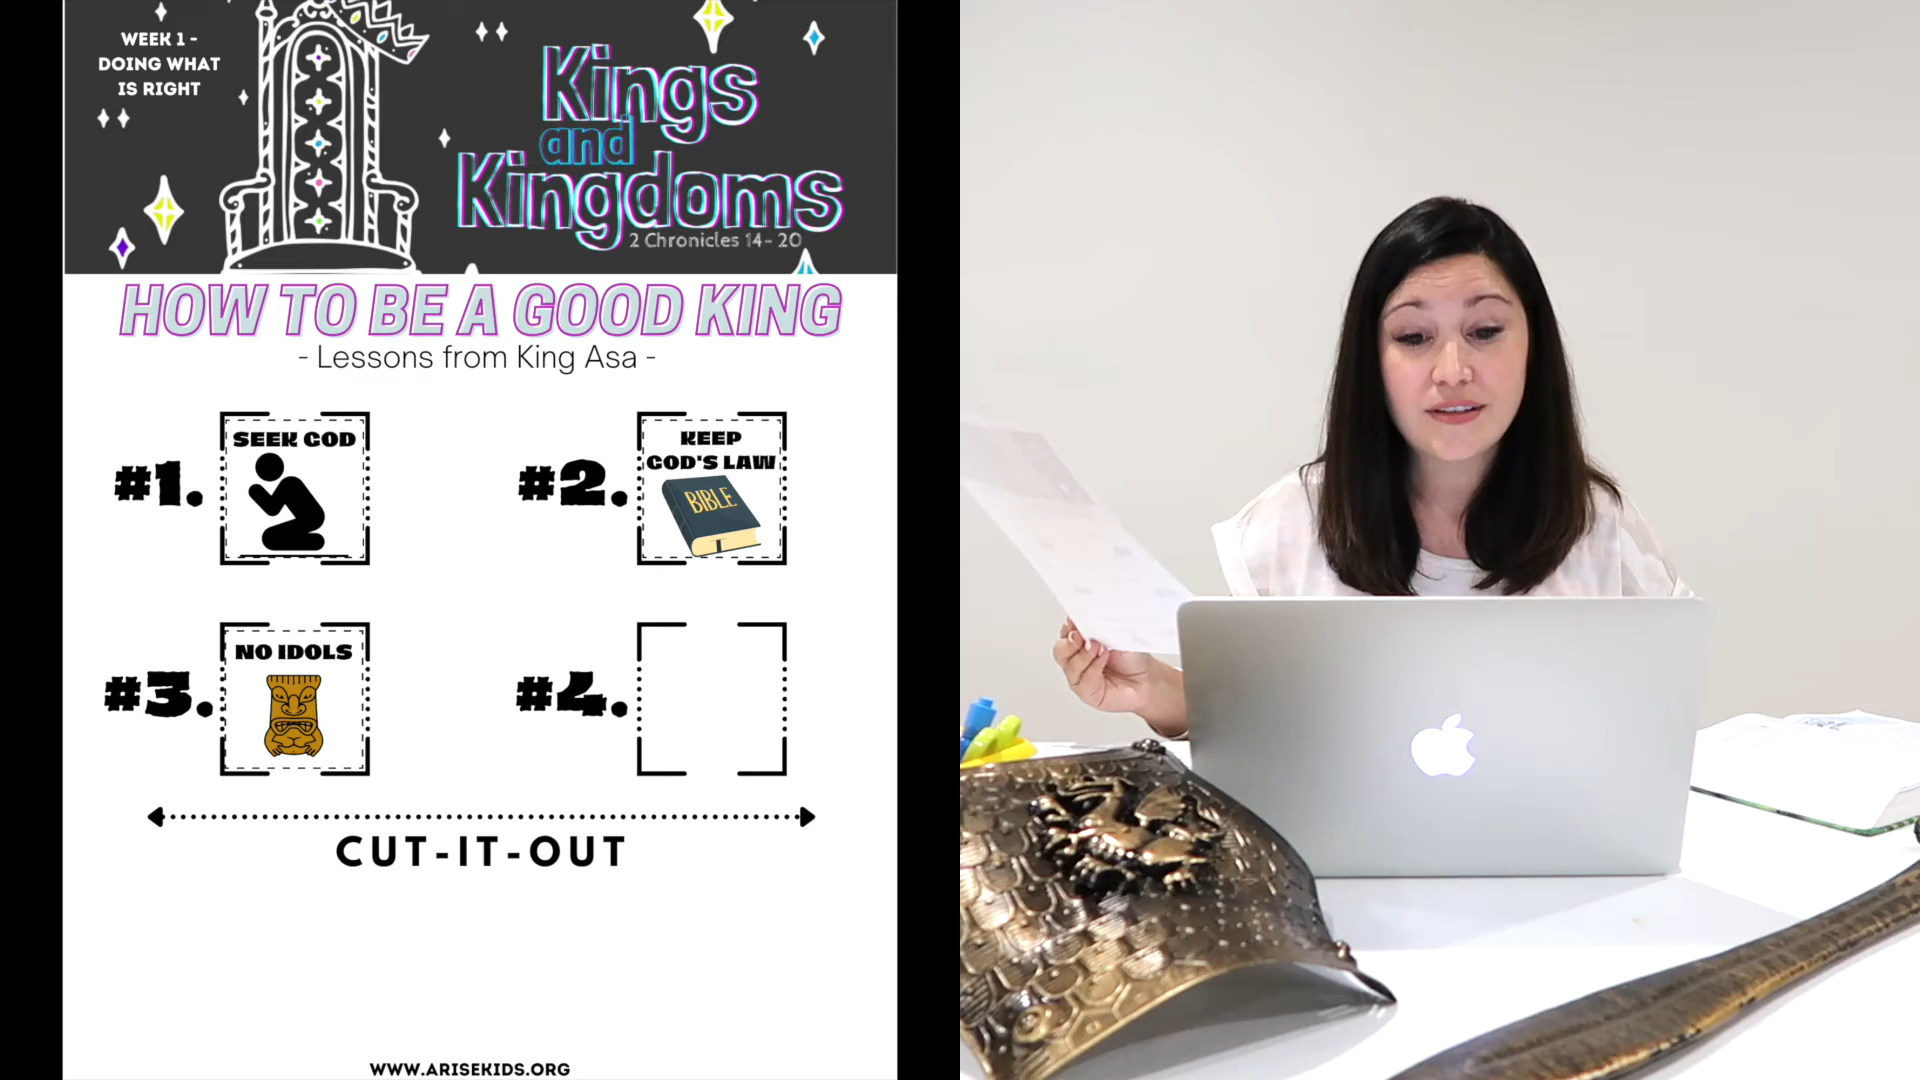 WEEK 1 -
DOING WHAT
IS RIGHT
Kings
and
Kingdoms
2 Chronicles 14- 20
HOW TO BE A GOOD KING
- Lessons from King Asa -
#1.
SEEK GOD
#2.
KEEP
GOD'S LAW
BIBLE
#3.
NO IDOLS
#4.
CUT-IT-OUT
WWW.ARISEKIDS.ORG